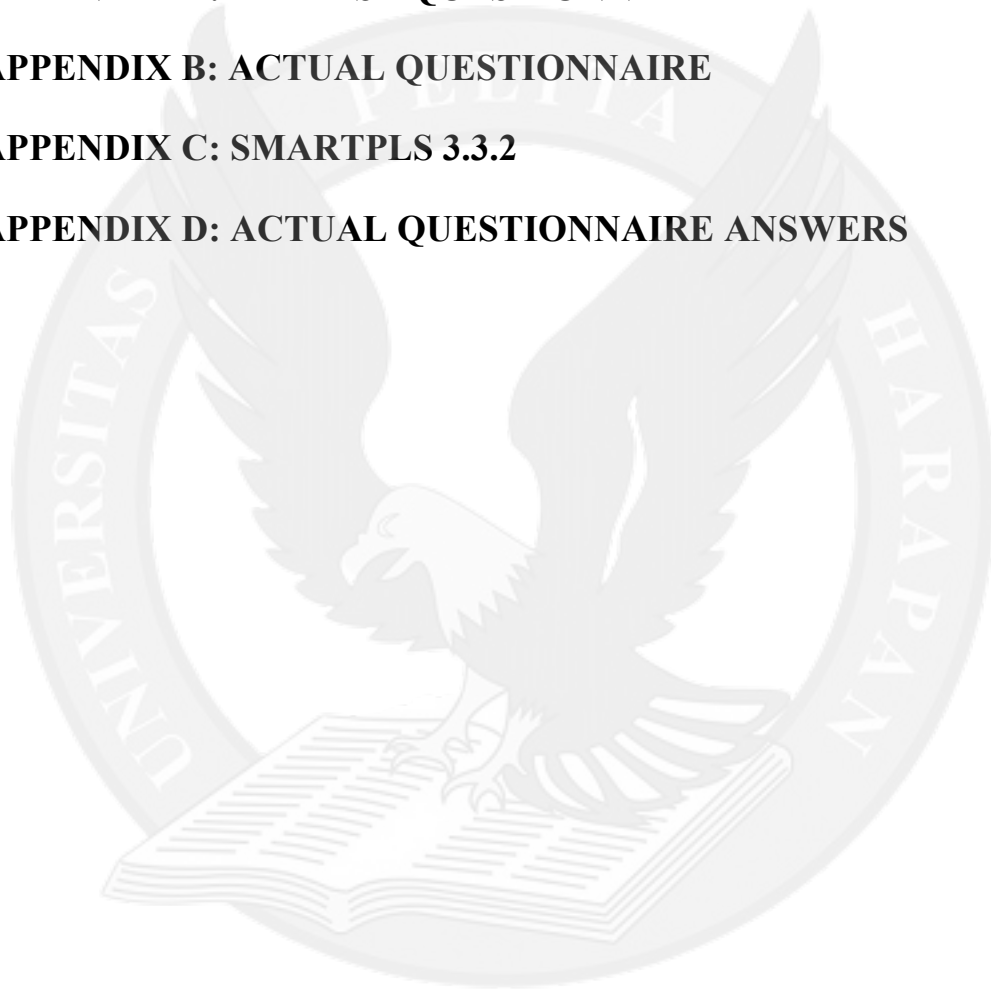 APPENDIX B: ACTUAL QUESTIONNAIRE
APPENDIX C: SMARTPLS 3.3.2
APPENDIX D: ACTUAL QUESTIONNAIRE ANSWERS
UNIVERSITAS PELITA HARAPAN